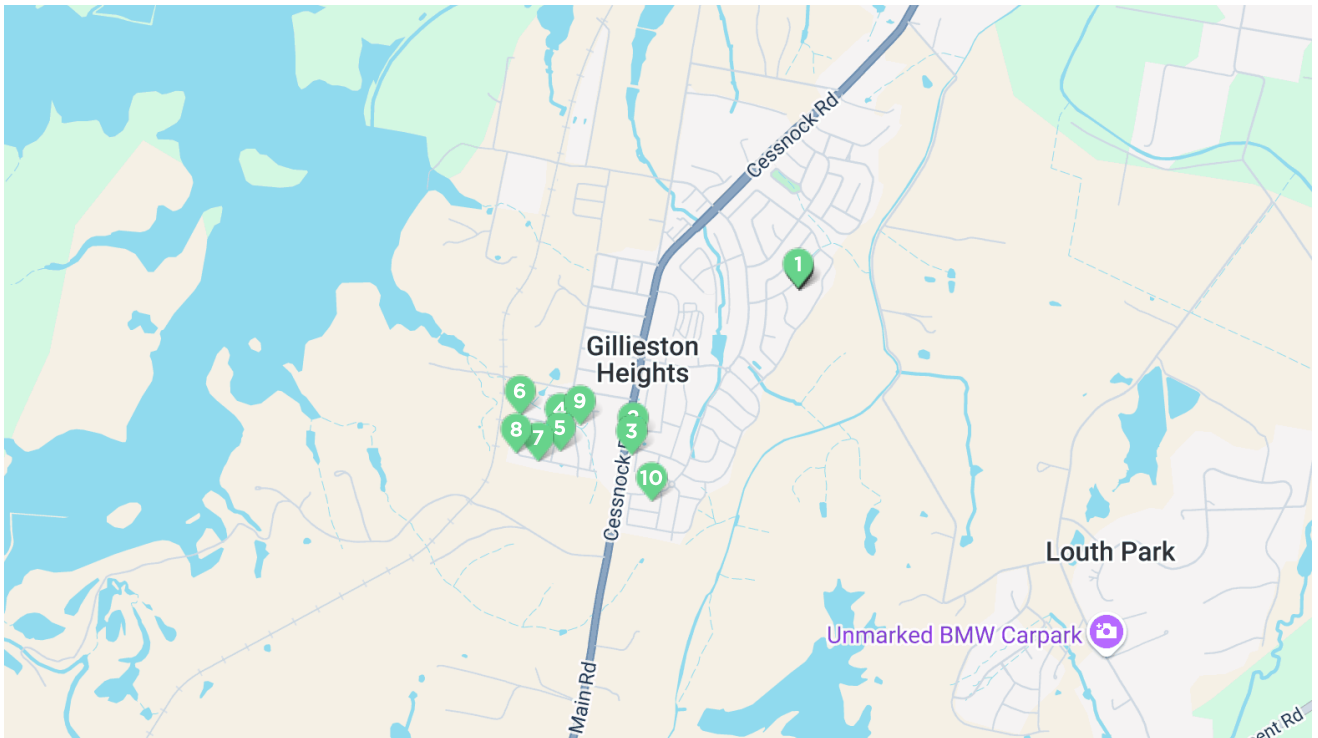 Cessnock Rd
1
Gillieston
Heights
6
9
4
2
8
7
5
3
Cessnock R
10
Louth Park
Unmarked BMW Carpark
Main Rd
ent Rd